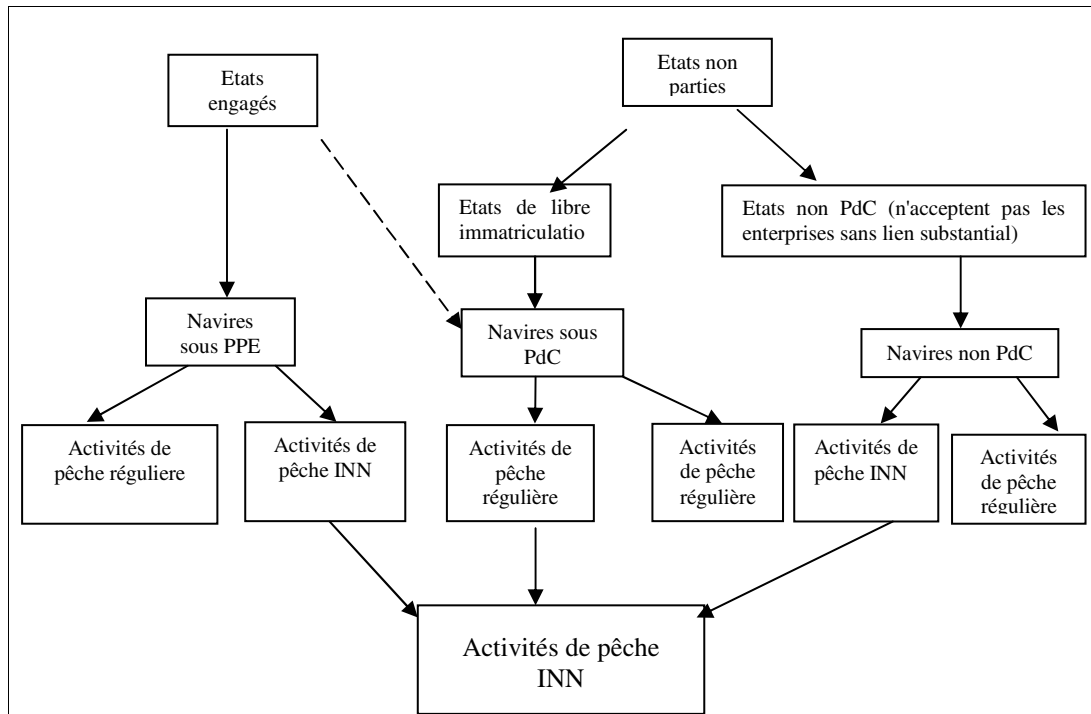 Etats
engagés
Etats non
parties
Etats de libre
immatriculatio
Etats non PdC (n'acceptent pas les
enterprises sans lien substantial)
Navires
sous PPE
Navires sous
PdC
Navires non PdC
Activités de
pêche réguliere
Activités de
pêche INN
Activités de
pêche
régulière
Activités
de pêche
régulière
Activités de
pêche INN
Activités
de pêche
régulière
Activités de pêche
INN